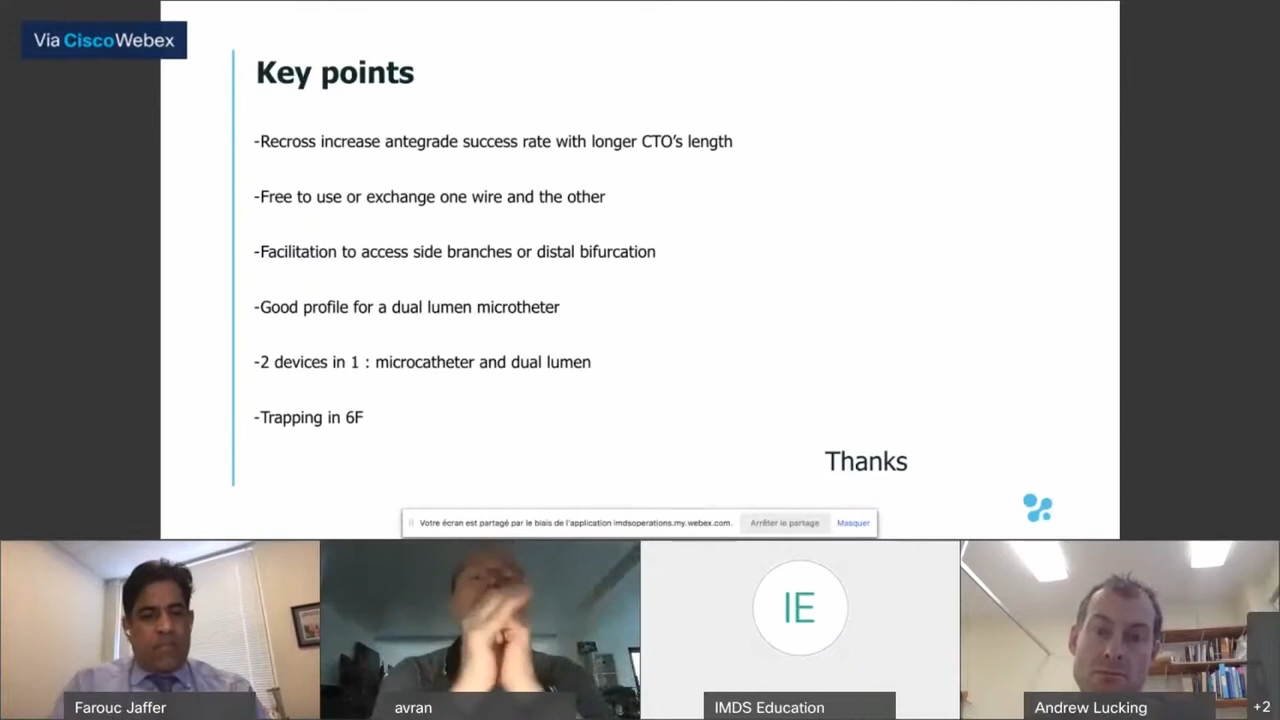 Via CiscoWebex
Key points
-Recross increase antegrade success rate with longer CTO's length
-Free to use or exchange one wire and the other
-Facilitation to access side branches or distal bifurcation
-Good profile for a dual lumen microtheter
-2 devices in 1 : microcatheter and dual lumen
-Trapping in 6F
Thanks
Votre écran est partagé par le biais de l'application imdsoperations.my.webex.com. Arrêter le partage Masquer
IE
Farouc Jaffer
avran
IMDS Education
Andrew Lucking
+2